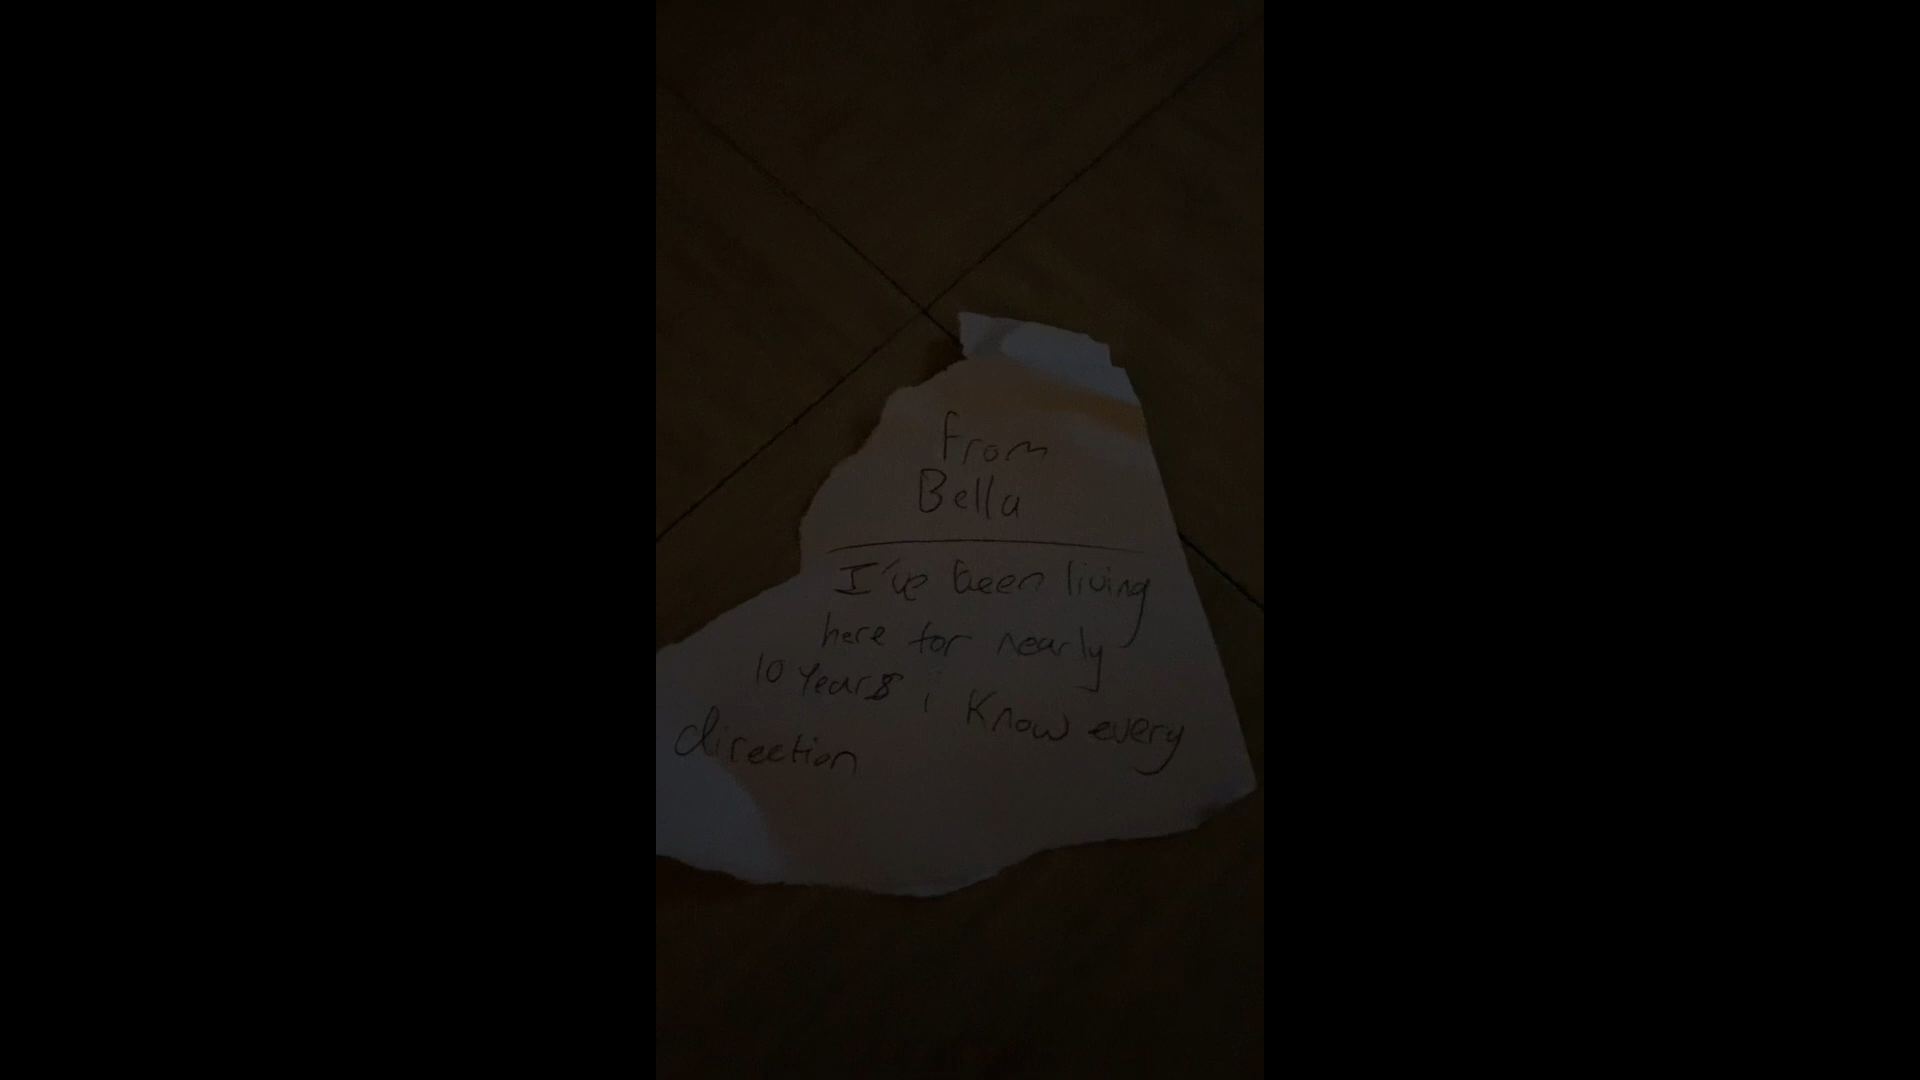 From
Bella
I've been living
here for nearly
10 years i know every
direction